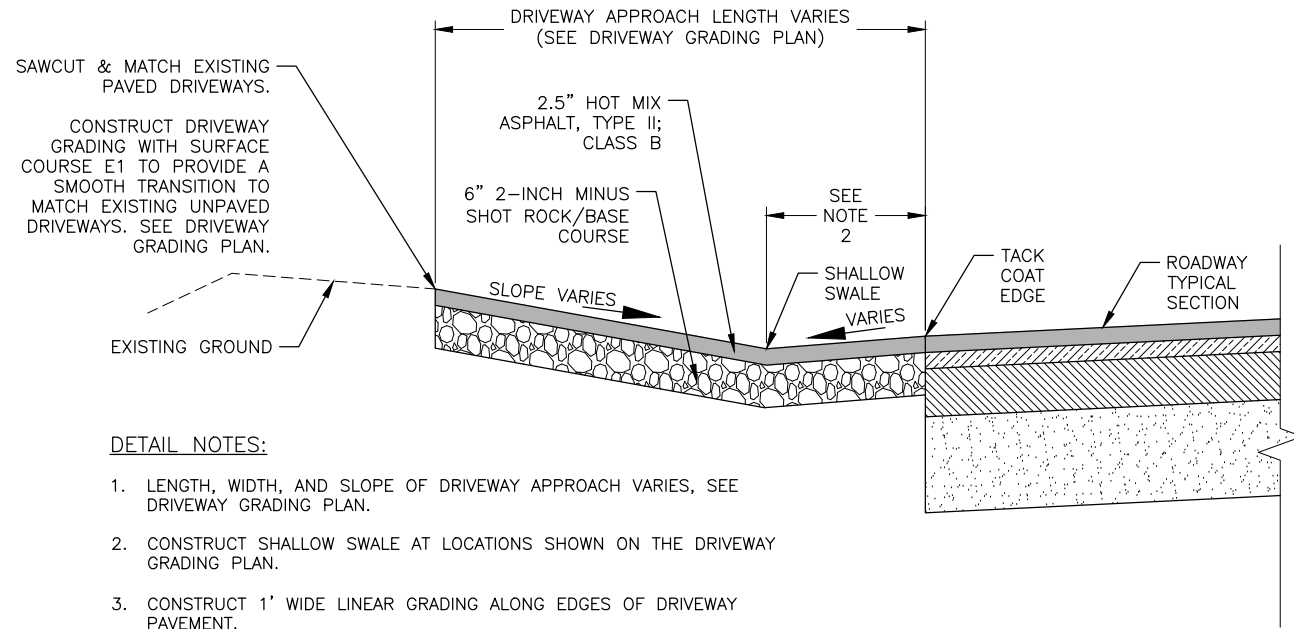 DRIVEWAY APPROACH LENGTH VARIES
(SEE DRIVEWAY GRADING PLAN)
SAWCUT & MATCH EXISTING
PAVED DRIVEWAYS.
CONSTRUCT DRIVEWAY
GRADING WITH SURFACE
COURSE E1 TO PROVIDE A
SMOOTH TRANSITION TO
MATCH EXISTING UNPAVED
DRIVEWAYS. SEE DRIVEWAY
GRADING PLAN.
2.5" HOT MIX
ASPHALT, TYPE II;
CLASS B
6" 2-INCH MINUS
SHOT ROCK/BASE
COURSE
SEE
NOTE
2
SHALLOW
SWALE
TACK
COAT
EDGE
ROADWAY
TYPICAL
SECTION
SLOPE VARIES
VARIES
EXISTING GROUND
DETAIL NOTES:
1. LENGTH, WIDTH, AND SLOPE OF DRIVEWAY APPROACH VARIES, SEE
DRIVEWAY GRADING PLAN.
2. CONSTRUCT SHALLOW SWALE AT LOCATIONS SHOWN ON THE DRIVEWAY
GRADING PLAN.
3. CONSTRUCT 1' WIDE LINEAR GRADING ALONG EDGES OF DRIVEWAY
PAVEMENT.